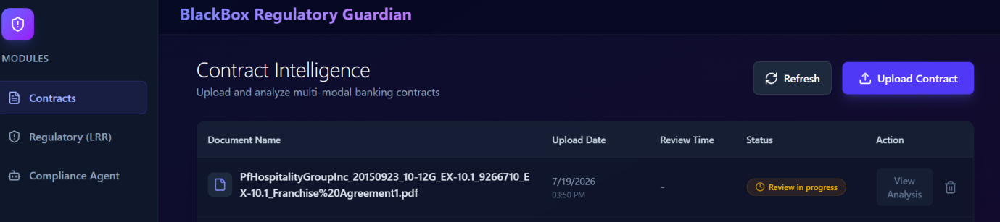 BlackBox Regulatory Guardian
MODULES
Contracts
Regulatory (LRR)
Compliance Agent
Contract Intelligence
Upload and analyze multi-modal banking contracts
Refresh
Upload Contract
Document Name Upload Date Review Time Status Action
PfHospitalityGroupInc_20150923_10-12G_EX-10.1_9266710_E
X-10.1_Franchise%20Agreement1.pdf
7/19/2026
03:50 PM
-
Review in progress
View
Analysis